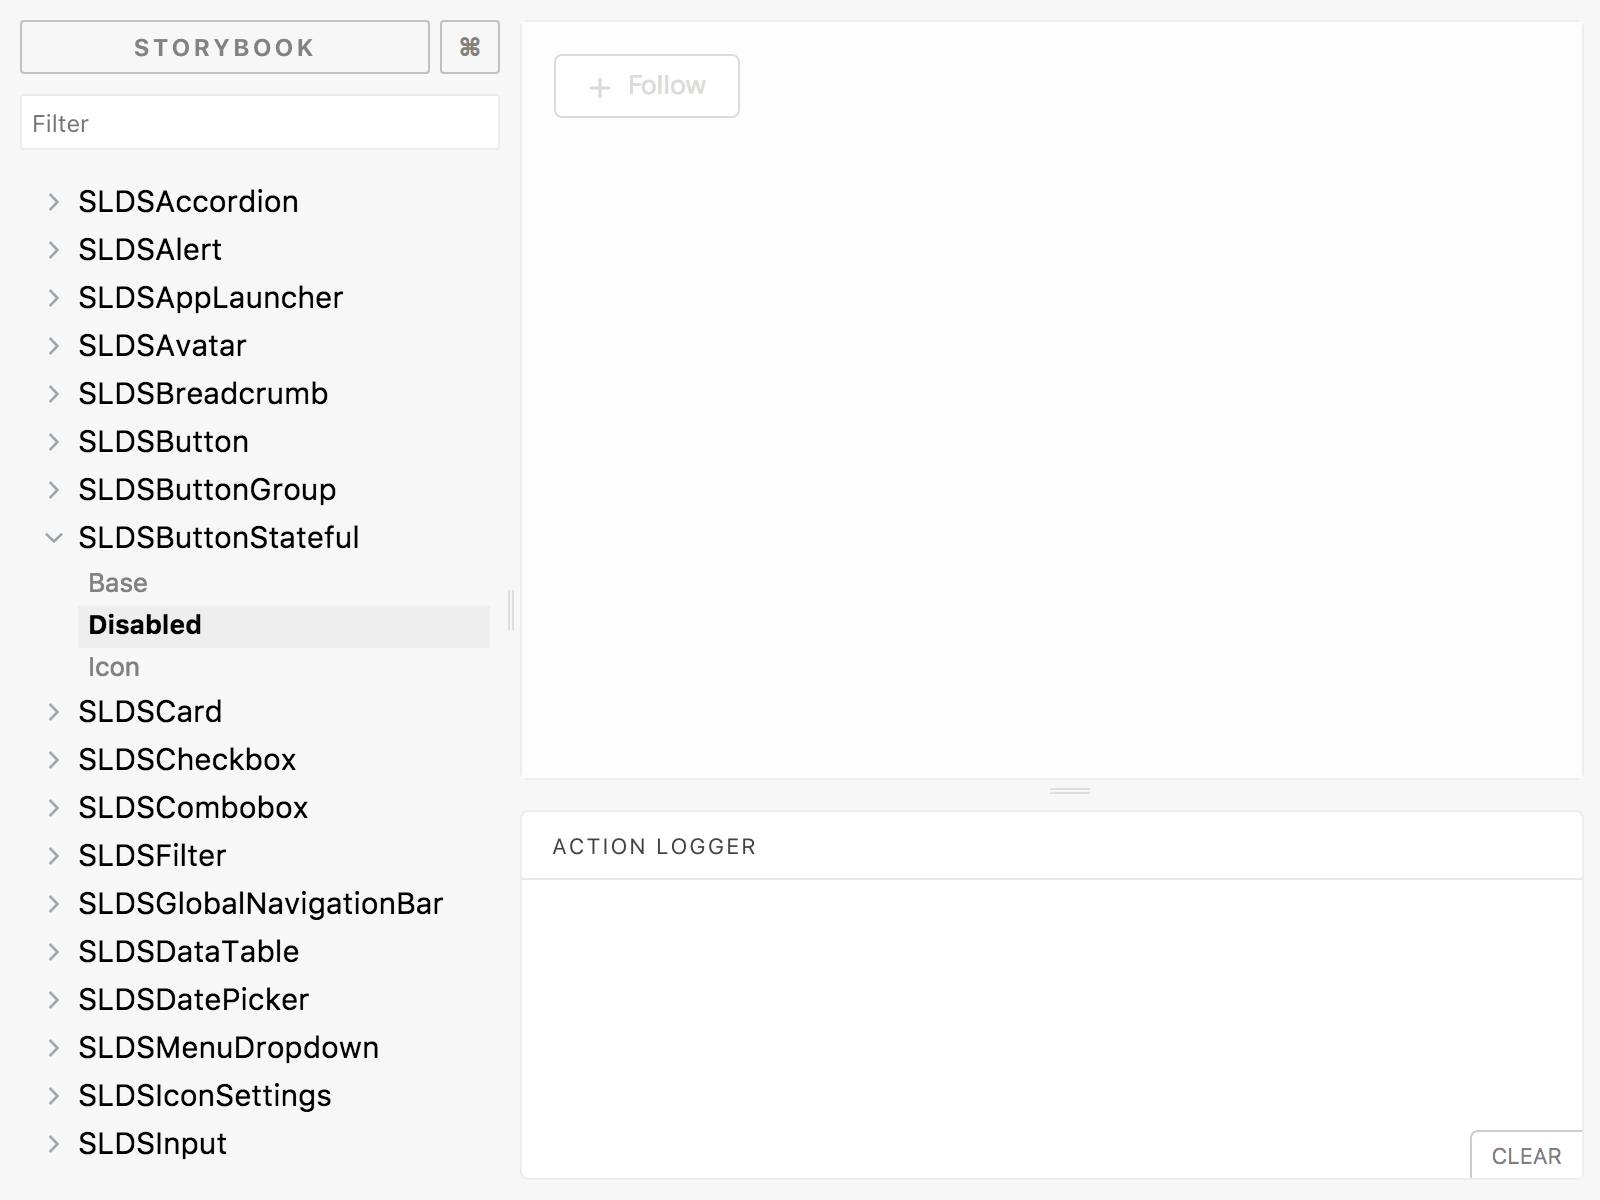 STORYBOOK
⌘
Filter
SLDSAccordion
SLDSAlert
SLDSAppLauncher
SLDSAvatar
SLDSBreadcrumb
SLDSButton
SLDSButtonGroup
SLDSButtonStateful
Base
Disabled
Icon
SLDSCard
SLDSCheckbox
SLDSCombobox
SLDSFilter
SLDSGlobalNavigationBar
SLDSDataTable
SLDSDatePicker
SLDSMenuDropdown
SLDSIconSettings
SLDSInput
+ Follow
ACTION LOGGER
CLEAR